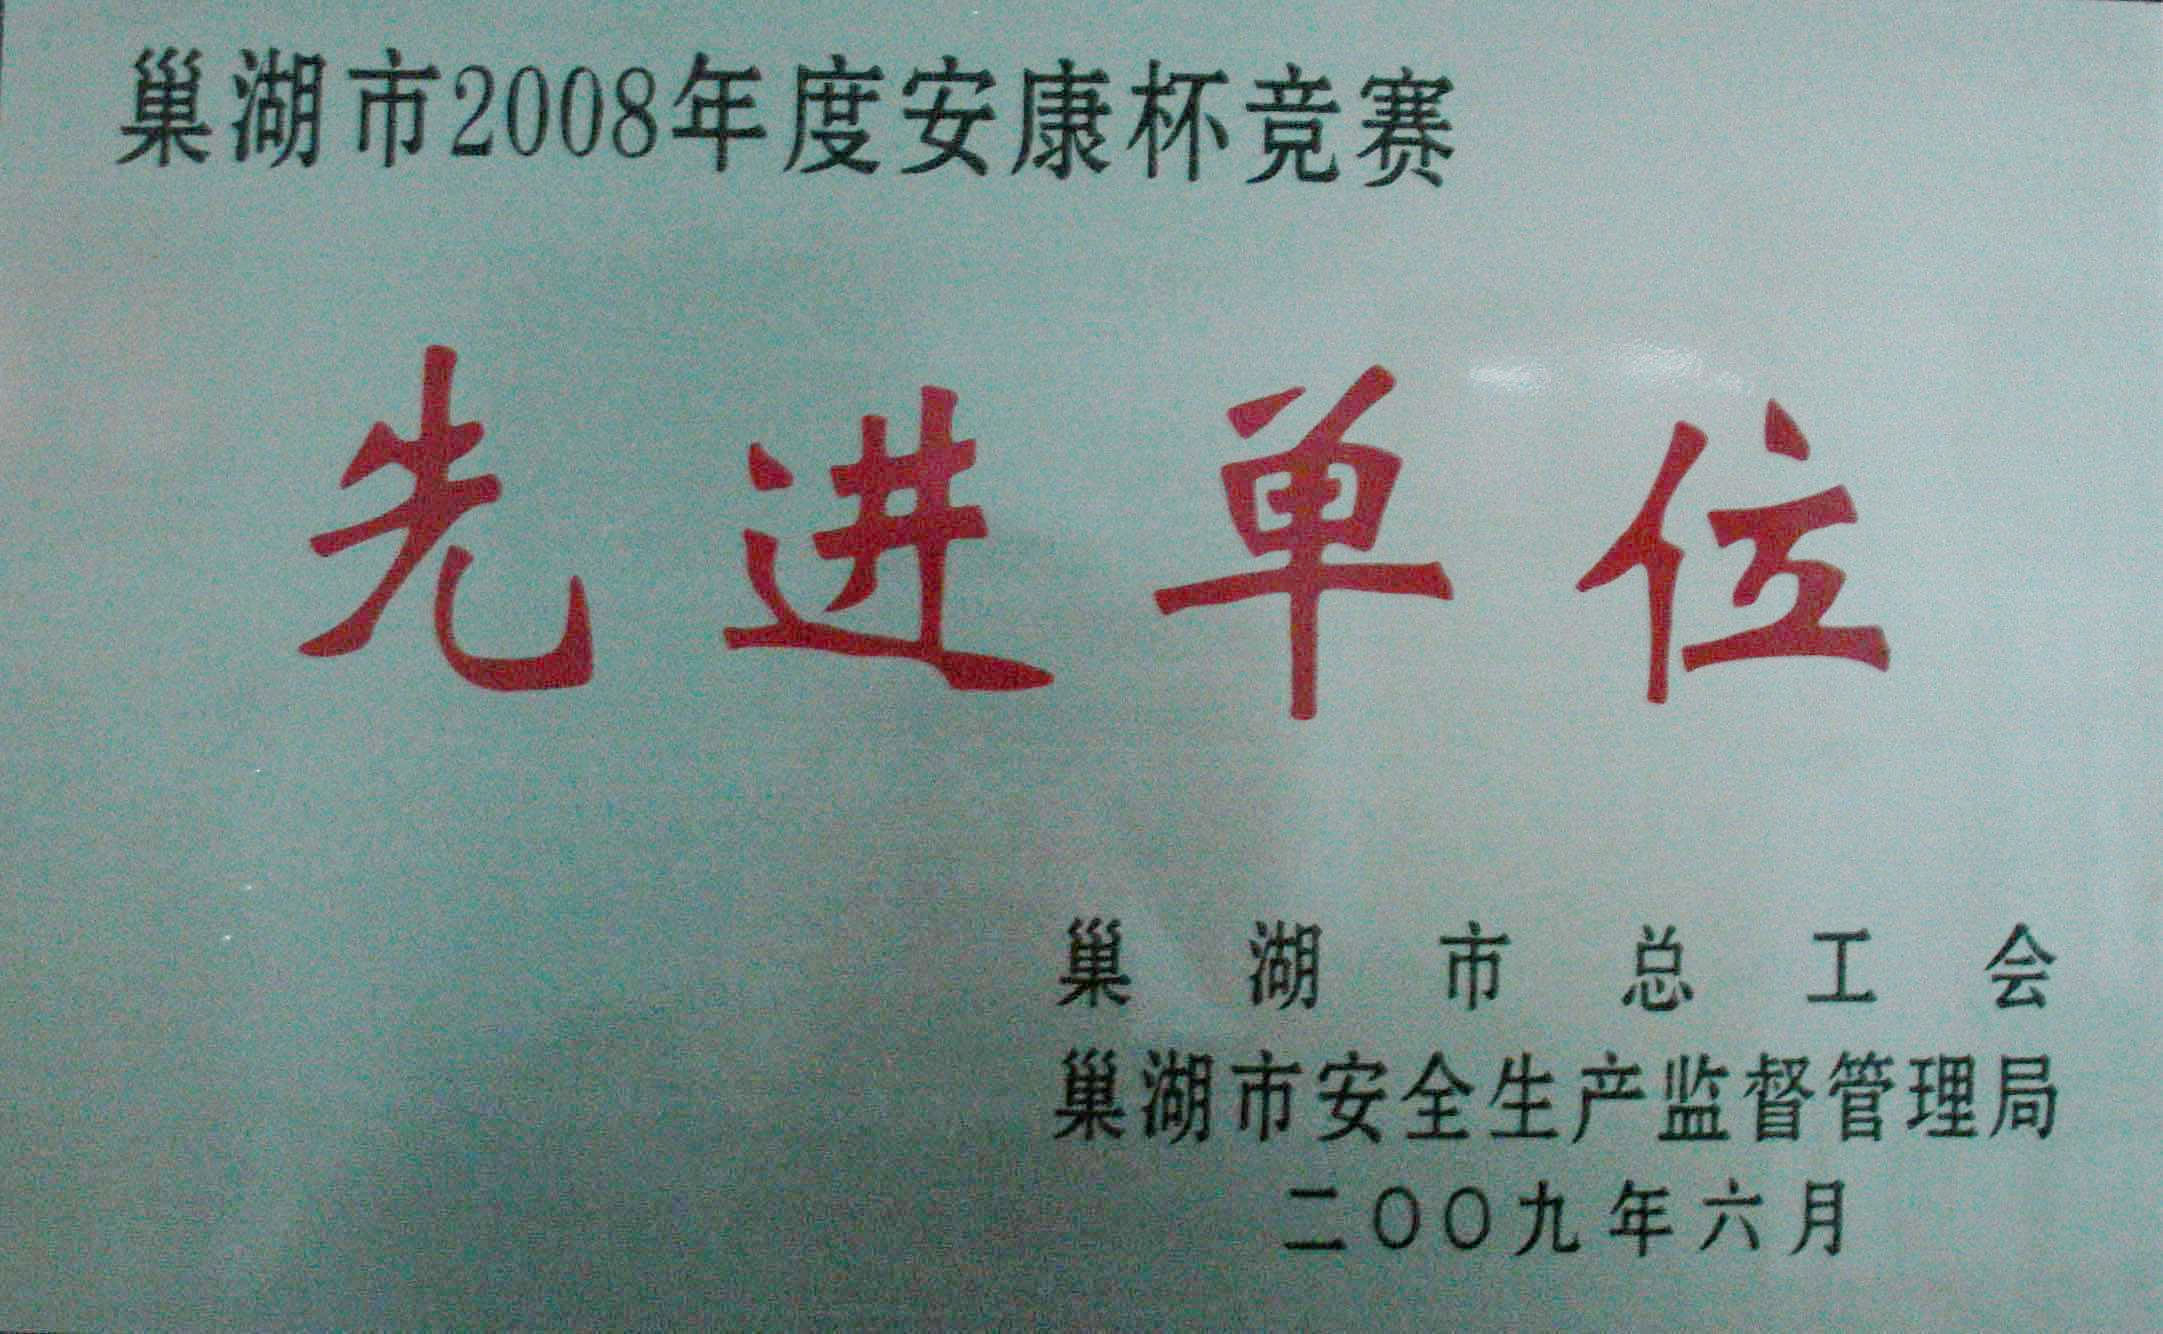 巢湖市2008年度安康杯竞赛
先进单位
巢湖市总工会
巢湖市安全生产监督管理局
二〇〇九年六月